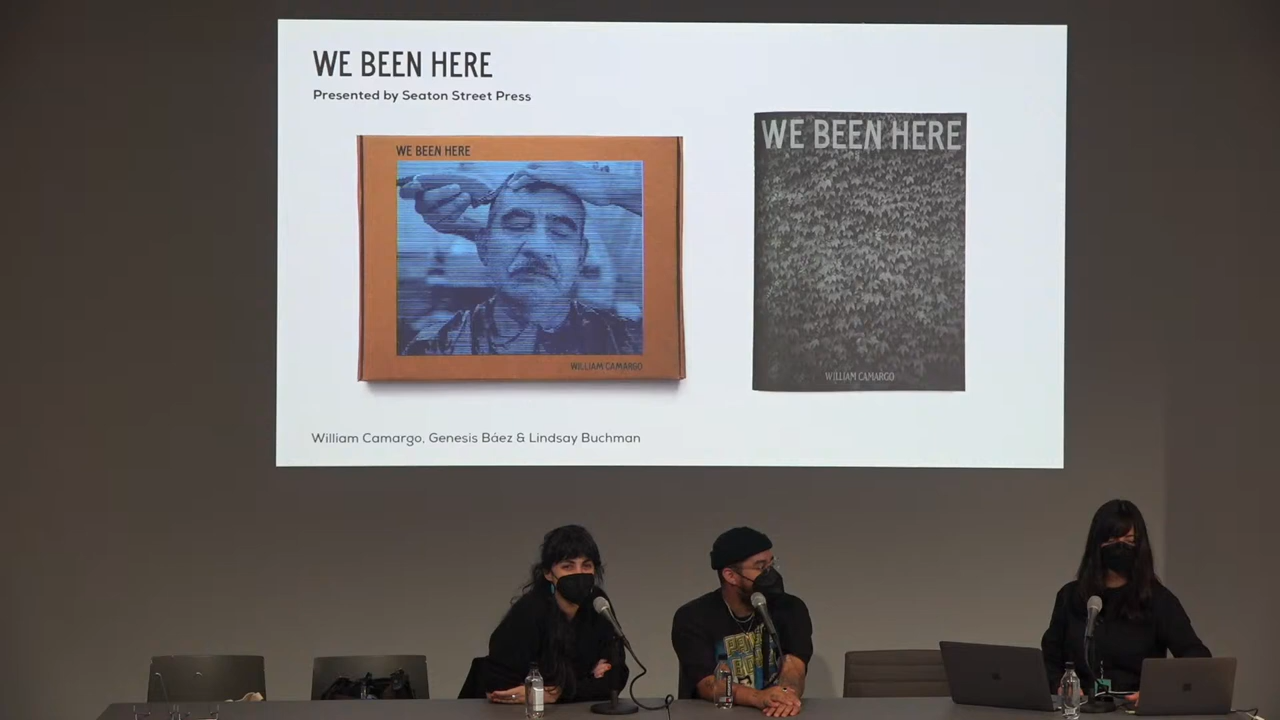 WE BEEN HERE
Presented by Seaton Street Press
WE BEEN HERE
WILLIAM CAMARGO
WE BEEN HERE
WILLIAM CAMARGO
William Camargo, Genesis Báez & Lindsay Buchman